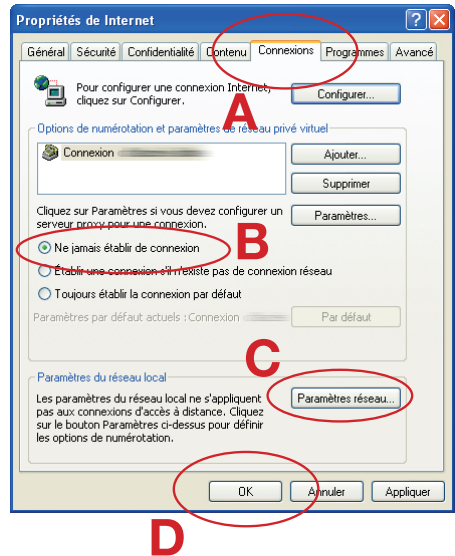 Propriétés de Internet
Général Sécurité Confidentialité Contenu Connexions Programmes Avancé
Pour configurer une connexion Internet,
cliquez sur Configurer.
Configurer...
A
Options de numérotation et paramètres de réseau privé virtuel
Connexion
Ajouter...
Supprimer
Cliquez sur Paramètres si vous devez configurer un
serveur proxy pour une connexion.
Paramètres...
B
Ne jamais établir de connexion
Établir une connexion s'il n'existe pas de connexion réseau
Toujours établir la connexion par défaut
Paramètres par défaut actuels : Connexion
Par défaut
C
Paramètres du réseau local
Les paramètres du réseau local ne s'appliquent
pas aux connexions d'accès à distance. Cliquez
sur le bouton Paramètres ci-dessus pour définir
les options de numérotation.
Paramètres réseau...
OK Annuler Appliquer
D